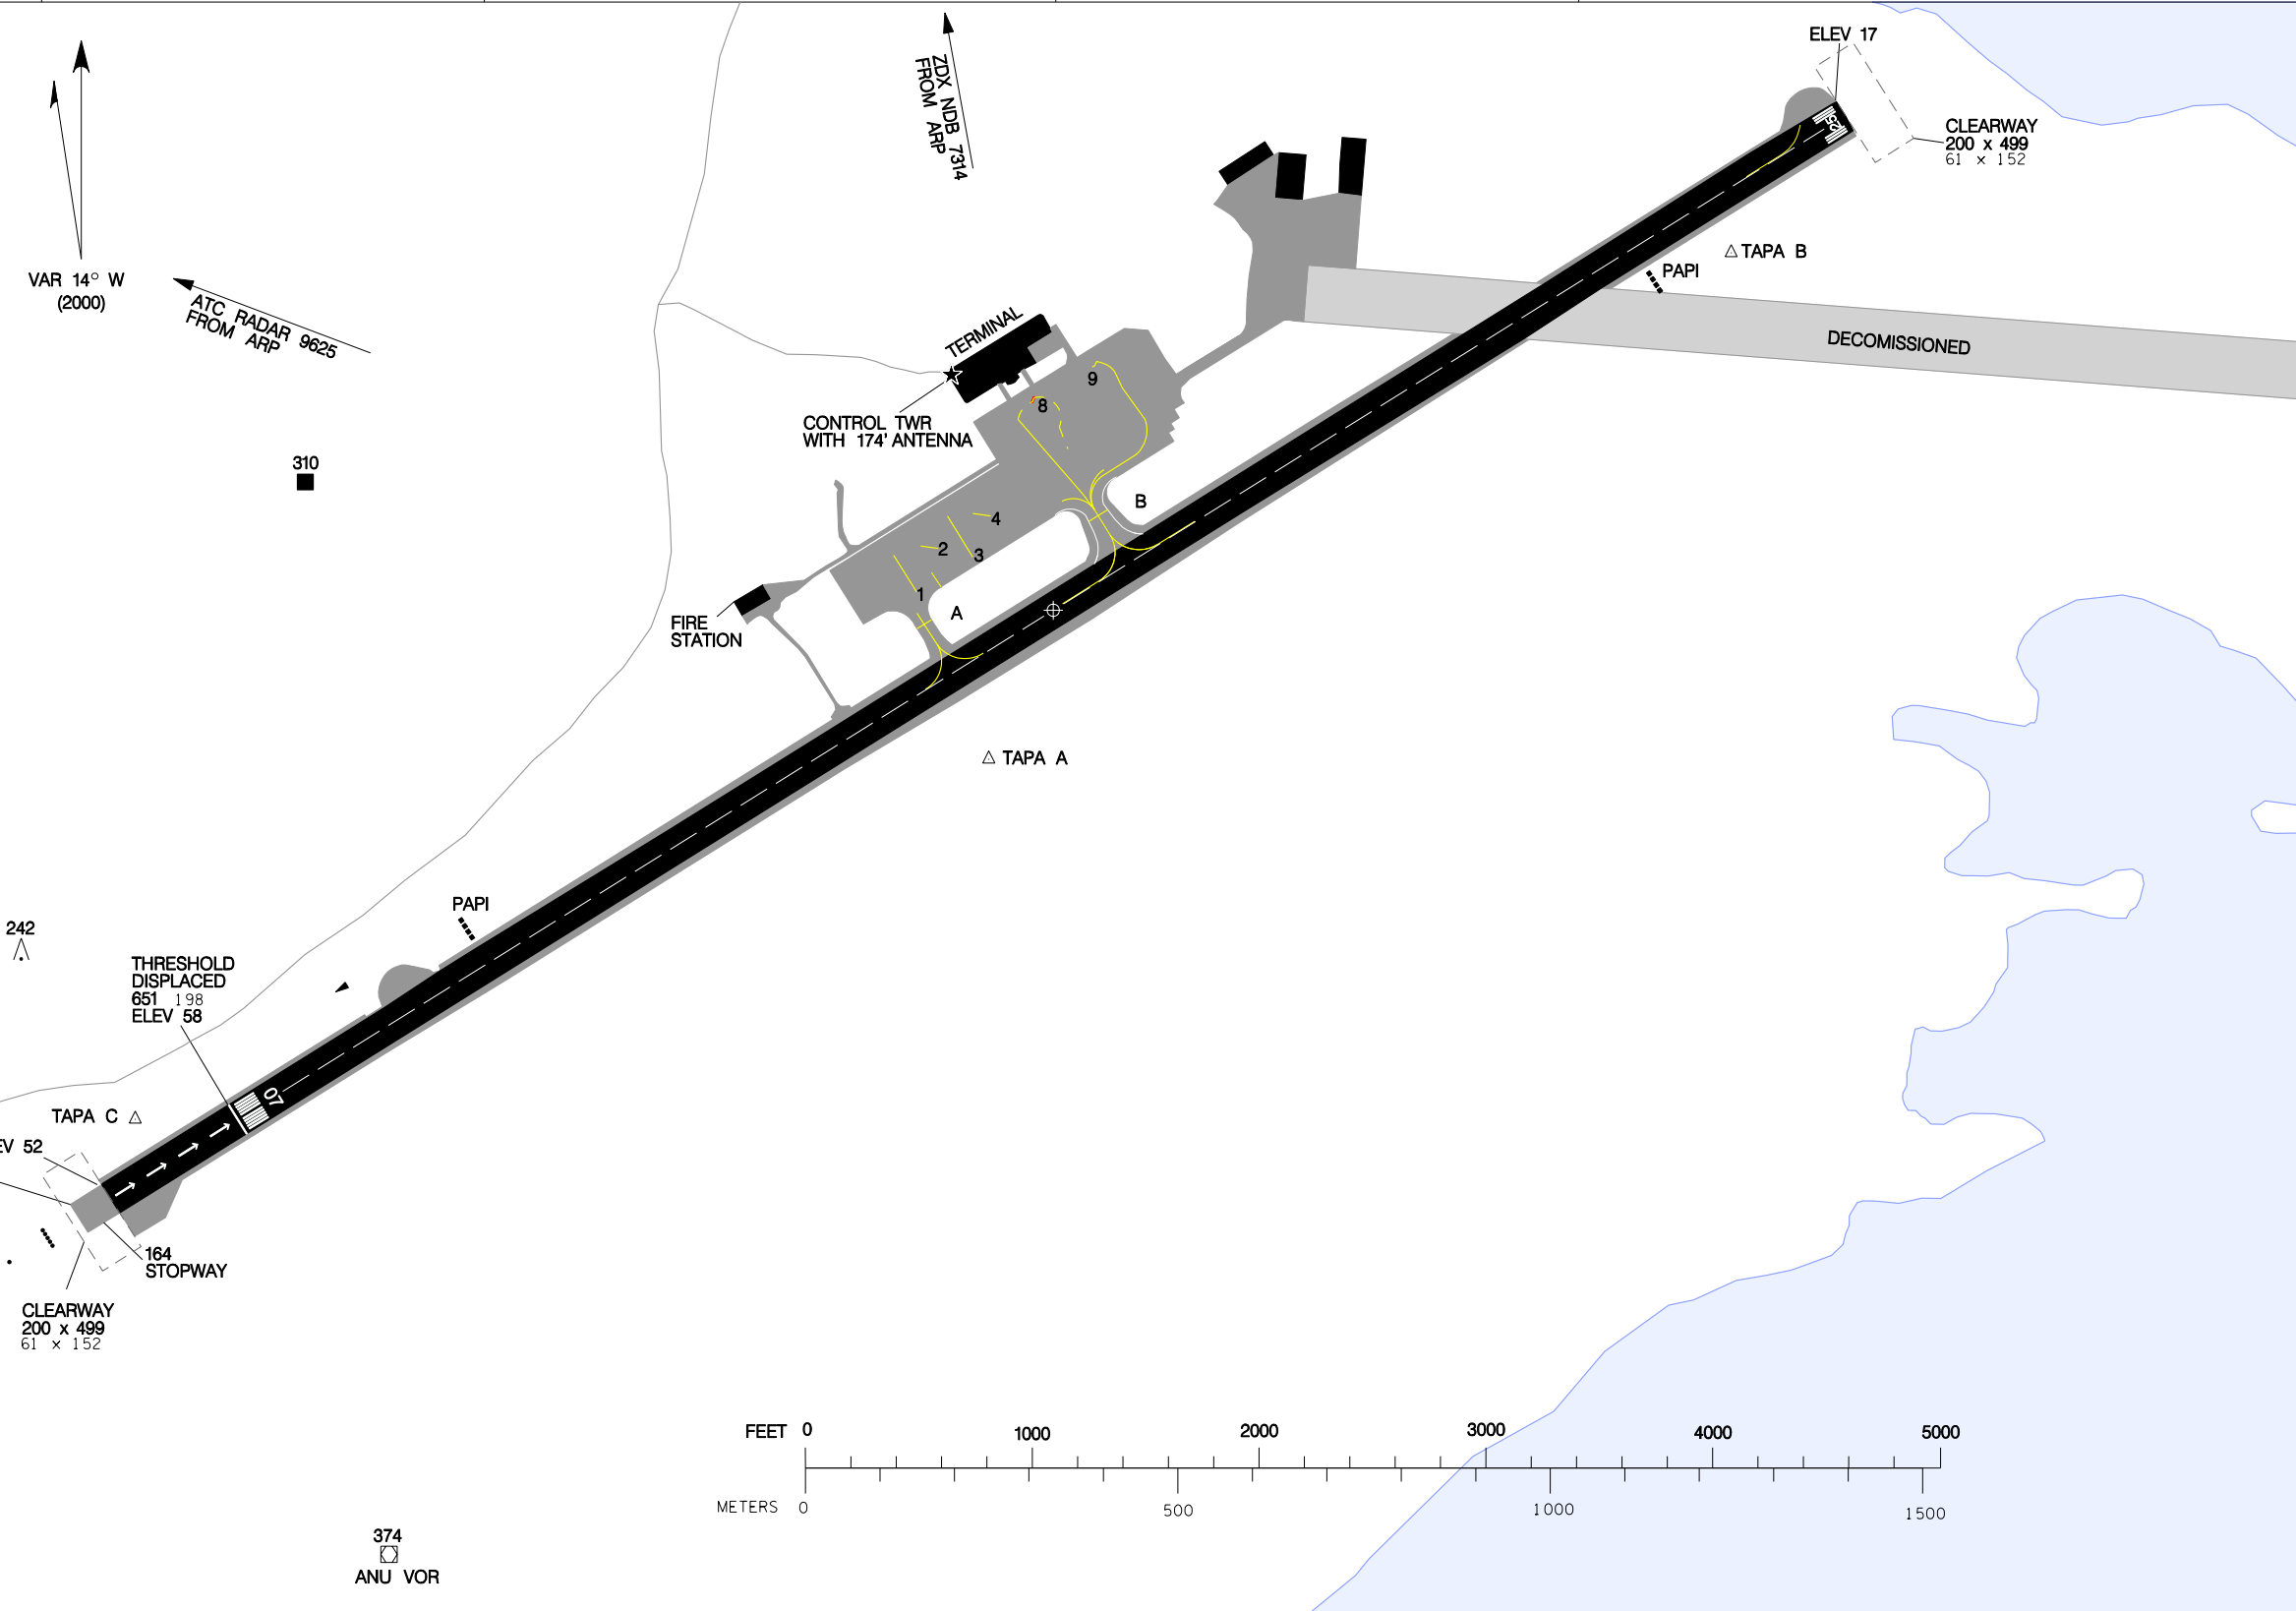 ELEV 17
ZDX NDB 7314
FROM ARP
CLEARWAY
200 x 499
61 x 152
VAR 14° W
(2000)
ATC RADAR 9625
FROM ARP
TAPA B
PAPI
TERMINAL
DECOMISSIONED
25
9
8
CONTROL TWR
WITH 174' ANTENNA
310
B
4
2
3
1
A
FIRE
STATION
TAPA A
PAPI
242
THRESHOLD
DISPLACED
651 198
ELEV 58
07
TAPA C
EV 52
164
STOPWAY
CLEARWAY
200 x 499
61 x 152
FEET 0 1000 2000 3000 4000 5000
METERS 0 500 1000 1500
374
ANU VOR